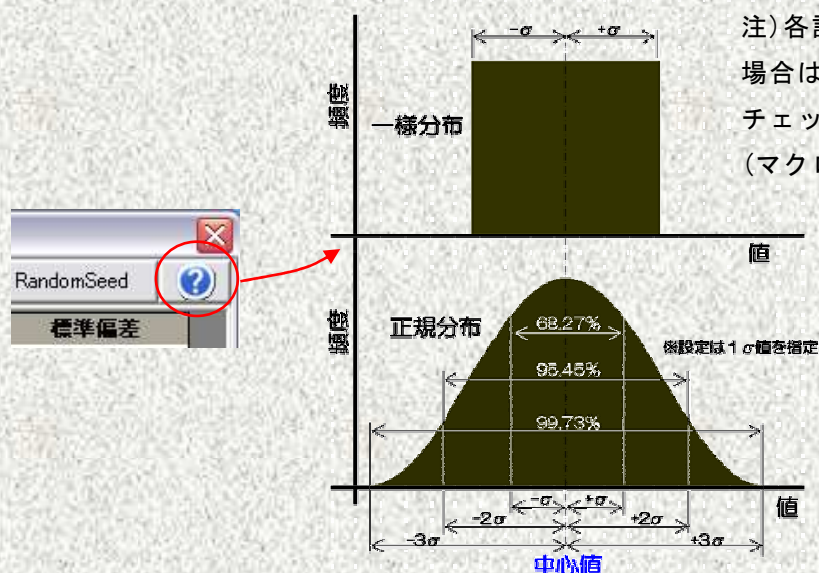 -σ +σ
注)各
場合は
チェッ
(マクロ
頻度
一様分布
値
RandomSeed
標準偏差
頻度
正規分布
68.27%
※設定は1σ値を指定
95.45%
99.73%
値
-σ +σ
-2σ +2σ
-3σ +3σ
中心値